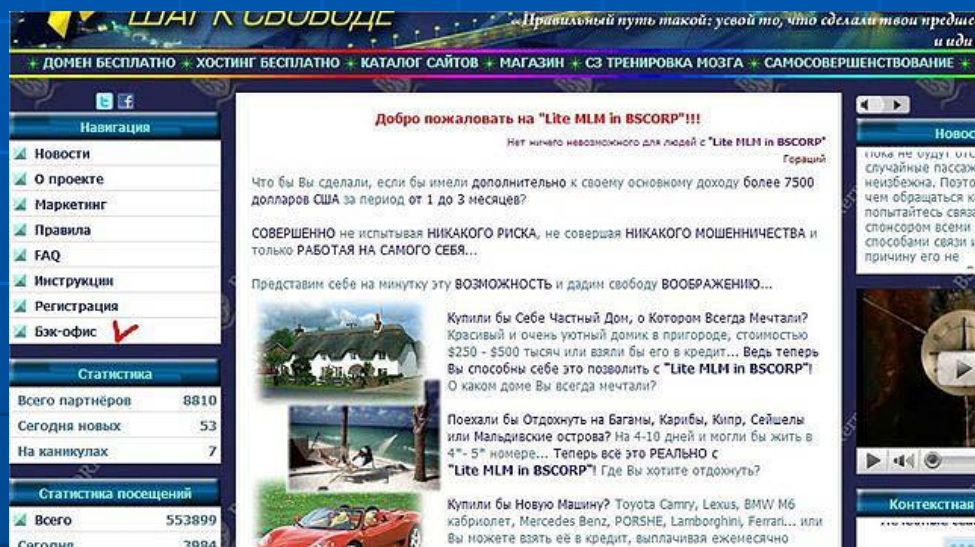 ШАГ К СВОБОДЕ
«Правильный путь такой: усвой то, что сделали твои
и иди
ДОМЕН БЕСПЛАТНО ХОСТИНГ БЕСПЛАТНО КАТАЛОГ САЙТОВ МАГАЗИН СЗ ТРЕНИРОВКА МОЗГА САМОСОВЕРШЕНСТВОВАНИЕ
Навигация
Новости
О проекте
Маркетинг
Правила
FAQ
Инструкции
Регистрация
Бэк-офис
Статистика
Всего партнёров 8810
Сегодня новых 53
На каникулах 7
Статистика посещений
Всего 553899
Сегодня 3984
Добро пожаловать на "Lite MLM in BSCORP"!!!
Нет ничего невозможного для людей с "Lite MLM in BSCORP"
Гораций
Что бы Вы сделали, если бы имели дополнительно к своему основному доходу более 7500
долларов США за период от 1 до 3 месяцев?
СОВЕРШЕННО не испытывая НИКАКОГО РИСКА, не совершая НИКАКОГО МОШЕННИЧЕСТВА и
только РАБОТАЯ НА САМОГО СЕБЯ...
Представим себе на минутку эту ВОЗМОЖНОСТЬ и дадим свободу ВООБРАЖЕНИЮ...
Купили бы Себе Частный Дом, о Котором Всегда Мечтали?
Красивый и очень уютный домик в пригороде, стоимостью
$250 - $500 тысяч или взяли бы его в кредит... Ведь теперь
Вы способны себе это позволить с "Lite MLM in BSCORP"!
О каком доме Вы всегда мечтали?
Поехали бы Отдохнуть на Багамы, Карибы, Кипр, Сейшелы
или Мальдивские острова? На 4-10 дней и могли бы жить в
4*- 5* номере... Теперь всё это РЕАЛЬНО с
"Lite MLM in BSCORP"! Где Вы хотите отдохнуть?
Купили бы Новую Машину? Toyota Camry, Lexus, BMW M6
кабриолет, Mercedes Benz, PORSHE, Lamborghini, Ferrari... или
Вы можете взять её в кредит, выплачивая ежемесячно
Новос
пока не будут
случайные пассаж
неизбежна. Поэто
чем обращаться к
попытайтесь связ
спонсором всеми
способами связи и
причину его не
Контекстная